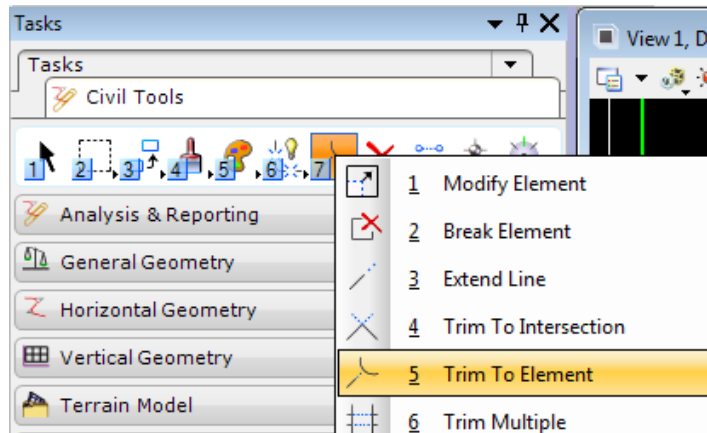 Tasks
View 1, D
Tasks
Civil Tools
1 2 3 4 5 6 7
1 Modify Element
Analysis & Reporting
2 Break Element
General Geometry
3 Extend Line
Horizontal Geometry
4 Trim To Intersection
Vertical Geometry
5 Trim To Element
Terrain Model
6 Trim Multiple